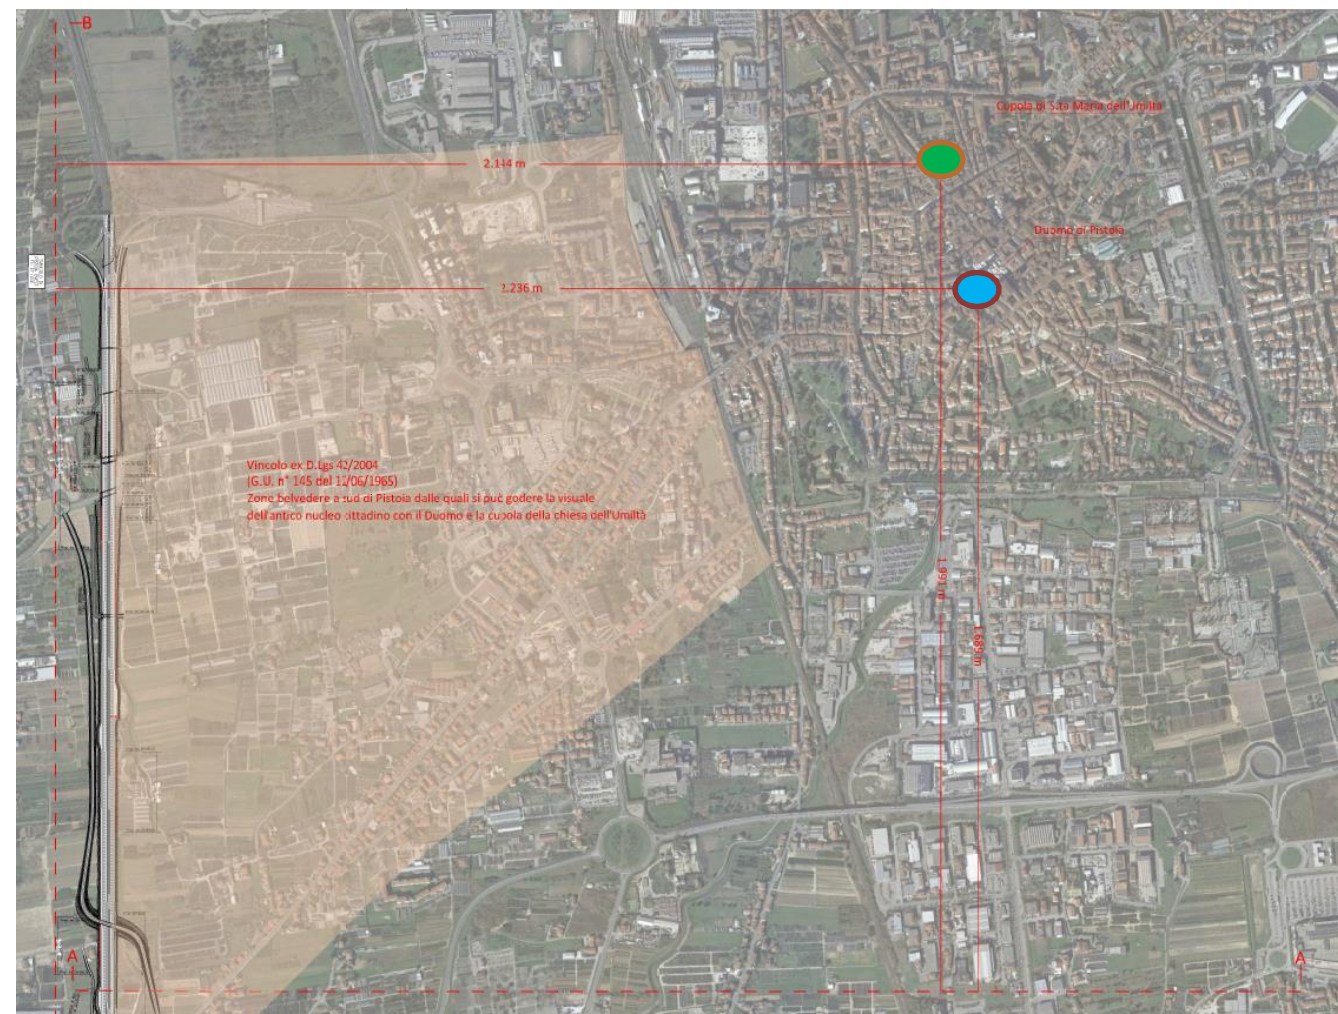 B
Cupola di S.ta Maria dell'Umiltà
2.144 m
Duomo di Pistoia
2.236 m
Vincolo ex D.Lgs 42/2004
(G.U. n° 145 del 12/06/1965)
Zone belvedere a sud di Pistoia dalle quali si può godere la visuale
dell'antico nucleo cittadino con il Duomo e la cupola della chiesa dell'Umiltà
1.991 m
1.689 m
A
A